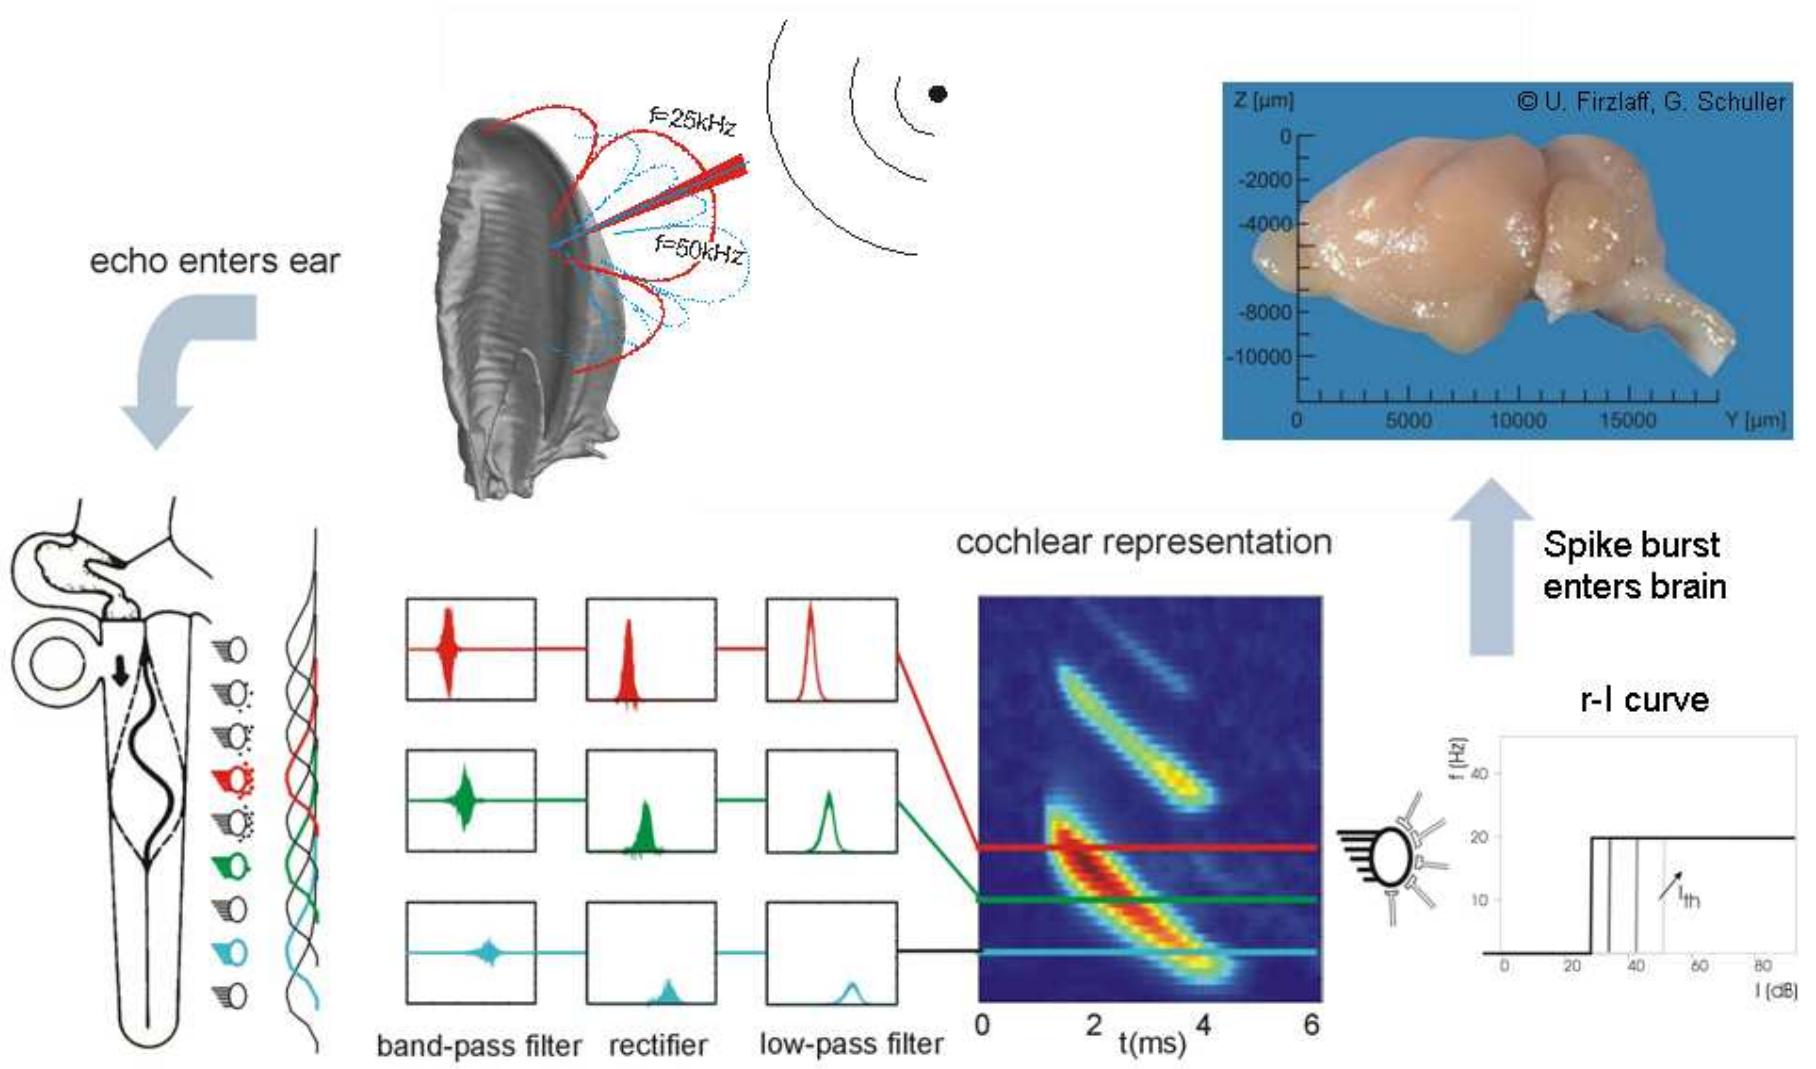 f=25kHz
f=50kHz
echo enters ear
Z [µm]
© U. Firzlaff, G. Schuller
0
-2000
-4000
-6000
-8000
-10000
0 5000 10000 15000 Y [µm]
cochlear representation
Spike burst
enters brain
r-I curve
f (Hz)
40
20
10
I th
0 20 40 60 80
I (dB)
0 2 4 6
t(ms)
band-pass filter rectifier low-pass filter